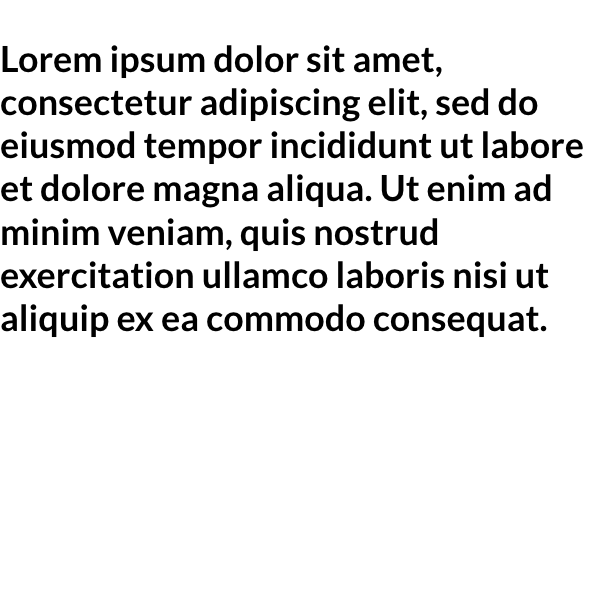 Lorem ipsum dolor sit amet,
consectetur adipiscing elit, sed do
eiusmod tempor incididunt ut labore
et dolore magna aliqua. Ut enim ad
minim veniam, quis nostrud
exercitation ullamco laboris nisi ut
aliquip ex ea commodo consequat.